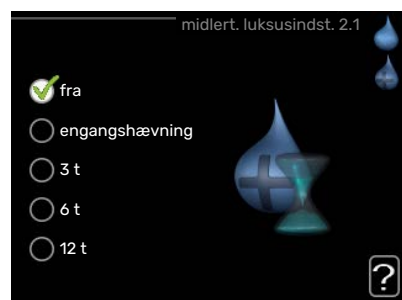 midlert. luksusindst. 2.1
fra
engangshævning
3 t
6 t
12 t
?